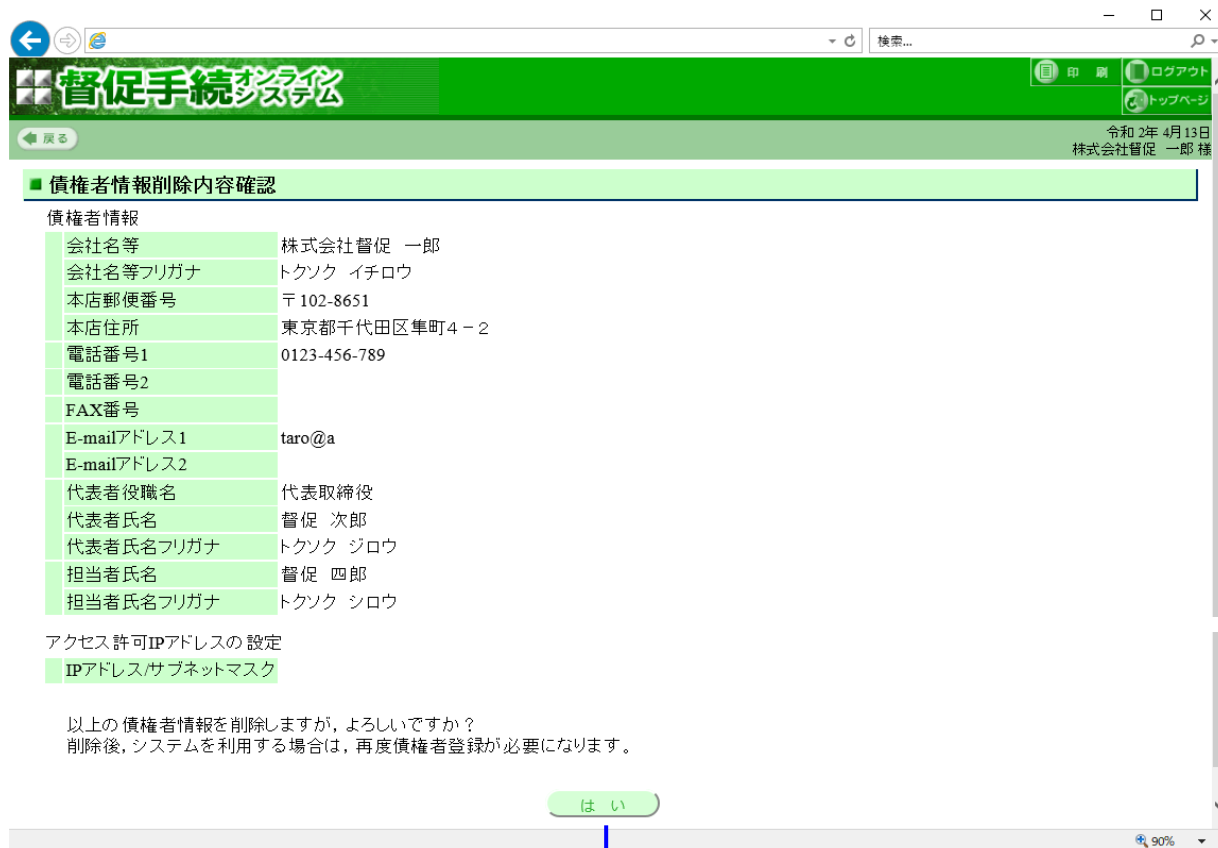 検索...
督促手続オンラインシステム
印 刷
ログアウト
トップページ
戻る
令和 2年 4月 13日
株式会社督促 一郎 様
債権者情報削除内容確認
債権者情報
会社名等 株式会社督促 一郎
会社名等フリガナ トクソク イチロウ
本店郵便番号 〒102-8651
本店住所 東京都千代田区隼町4－2
電話番号1 0123-456-789
電話番号2
FAX番号
E-mailアドレス1 taro@a
E-mailアドレス2
代表者役職名 代表取締役
代表者氏名 督促 次郎
代表者氏名フリガナ トクソク ジロウ
担当者氏名 督促 四郎
担当者氏名フリガナ トクソク シロウ
アクセス許可IPアドレスの設定
IPアドレス/サブネットマスク
以上の債権者情報を削除しますが，よろしいですか？
削除後，システムを利用する場合は，再度債権者登録が必要になります。
は い
90%